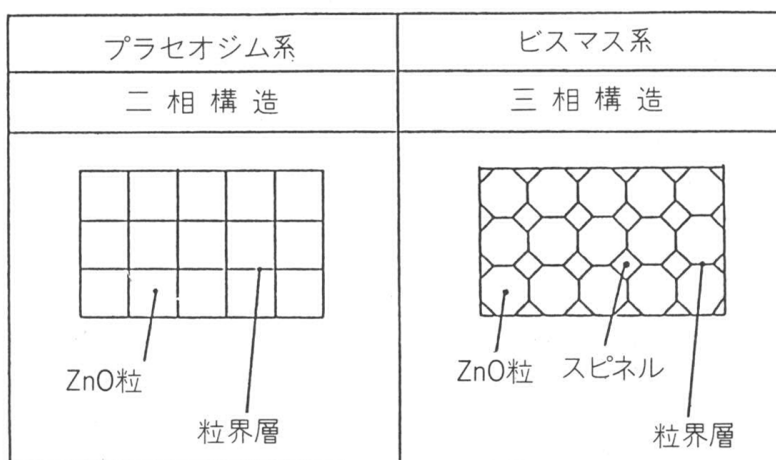 プラセオジム系
ビスマス系
二相構造
三相構造
ZnO粒
粒界層
ZnO粒
スピネル
粒界層